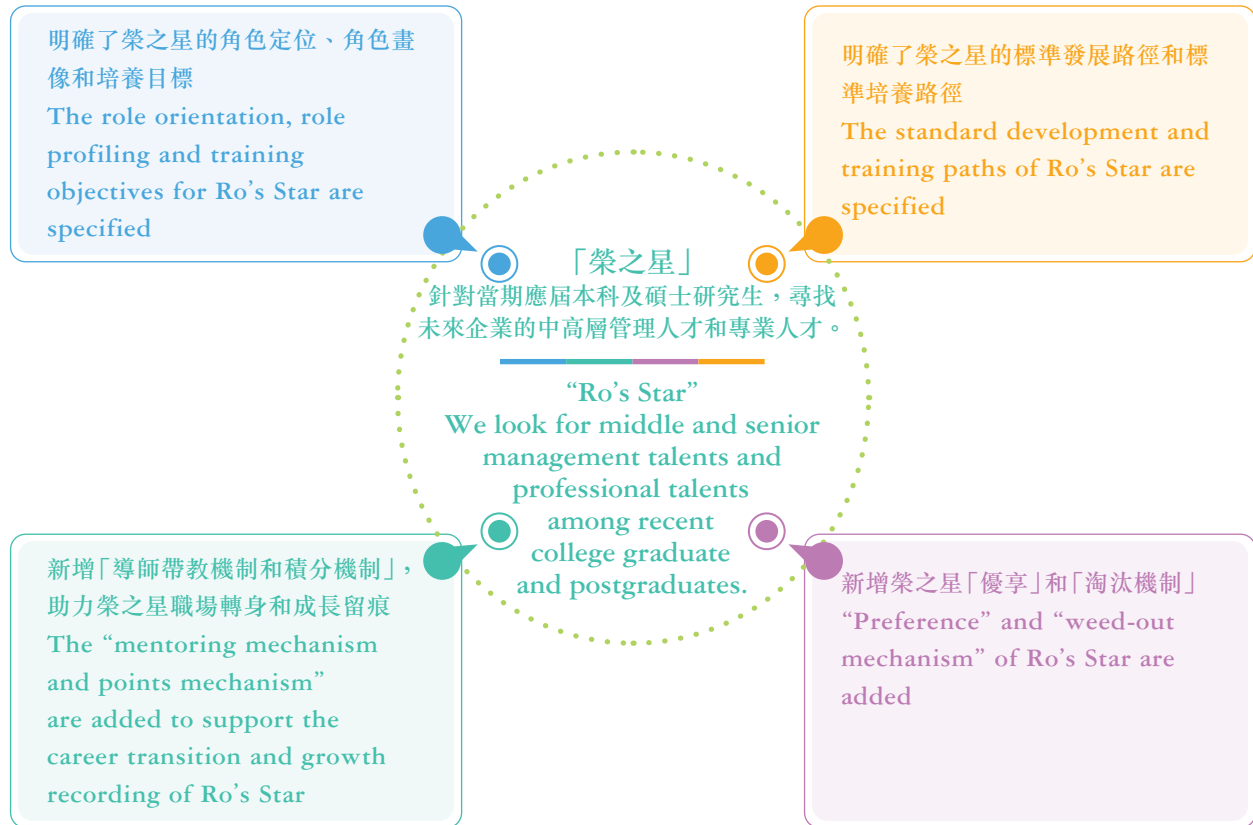 明確了榮之星的角色定位、角色畫
像和培養目標
The role orientation, role
profiling and training
objectives for Ro’s Star are
specified
明確了榮之星的標準發展路徑和標
準培養路徑
The standard development and
training paths of Ro’s Star are
specified
「榮之星」
針對當期應屆本科及碩士研究生，尋找
未來企業的中高層管理人才和專業人才。
“Ro’s Star”
We look for middle and senior
management talents and
professional talents
among recent
college graduate
and postgraduates.
新增「導師帶教機制和積分機制」，
助力榮之星職場轉身和成長留痕
The “mentoring mechanism
and points mechanism”
are added to support the
career transition and growth
recording of Ro’s Star
新增榮之星「優享」和「淘汰機制」
“Preference” and “weed-out
mechanism” of Ro’s Star are
added